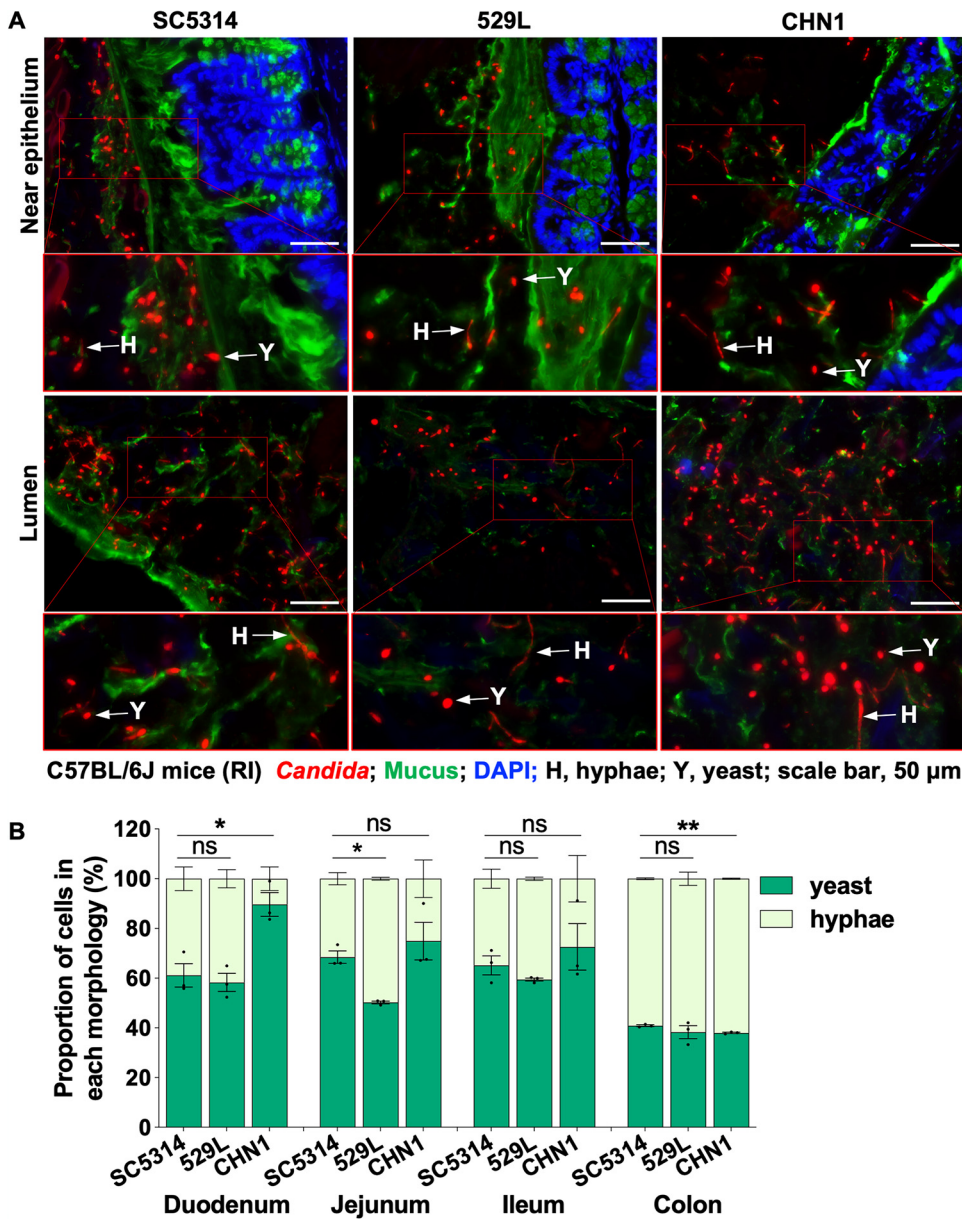 A
SC5314
529L
CHN1
Near epithelium
H
Y
Y
H
H
Y
Lumen
H
Y
H
Y
Y
H
C57BL/6J mice (RI) Candida; Mucus; DAPI; H, hyphae; Y, yeast; scale bar, 50 µm
B
Proportion of cells in
each morphology (%)
120
100
80
60
40
20
0
*
ns
ns
*
ns
ns
**
ns
yeast
hyphae
SC5314
529L
CHN1
SC5314
529L
CHN1
SC5314
529L
CHN1
SC5314
529L
CHN1
Duodenum
Jejunum
Ileum
Colon